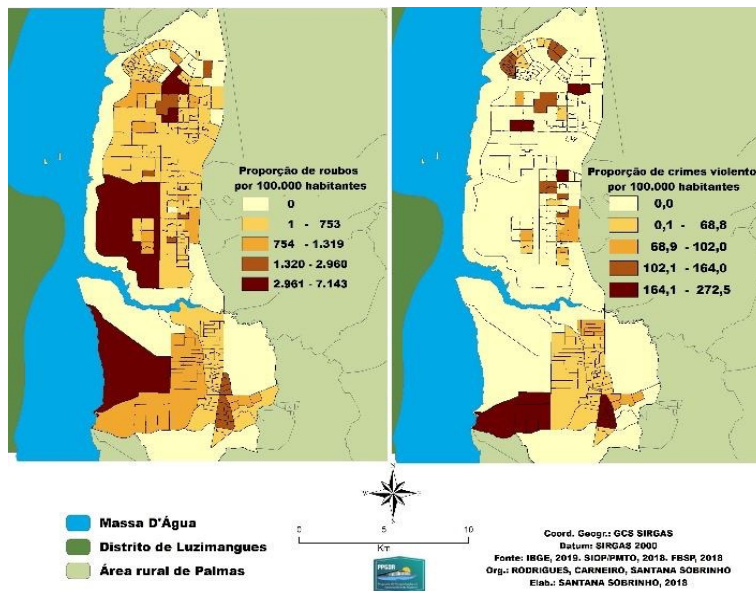 Proporção de roubos
por 100.000 habitantes
0
1 - 753
754 - 1.319
1.320 - 2.960
2.961 - 7.143
Proporção de crimes violento
por 100.000 habitantes
0,0
0,1 - 68,8
68,9 - 102,0
102,1 - 164,0
164,1 - 272,5
Massa D'Água
Distrito de Luzimangues
Área rural de Palmas
N
0 5 10
Km
PPGDR
Coord. Geogr.: GCS SIRGAS
Datum: SIRGAS 2000
Fonte: IBGE, 2019. SIOP/PMTO, 2018. FBSP, 2018
Org.: RODRIGUES, CARNEIRO, SANTANA SOBRINHO
Elab.: SANTANA SOBRINHO, 2018